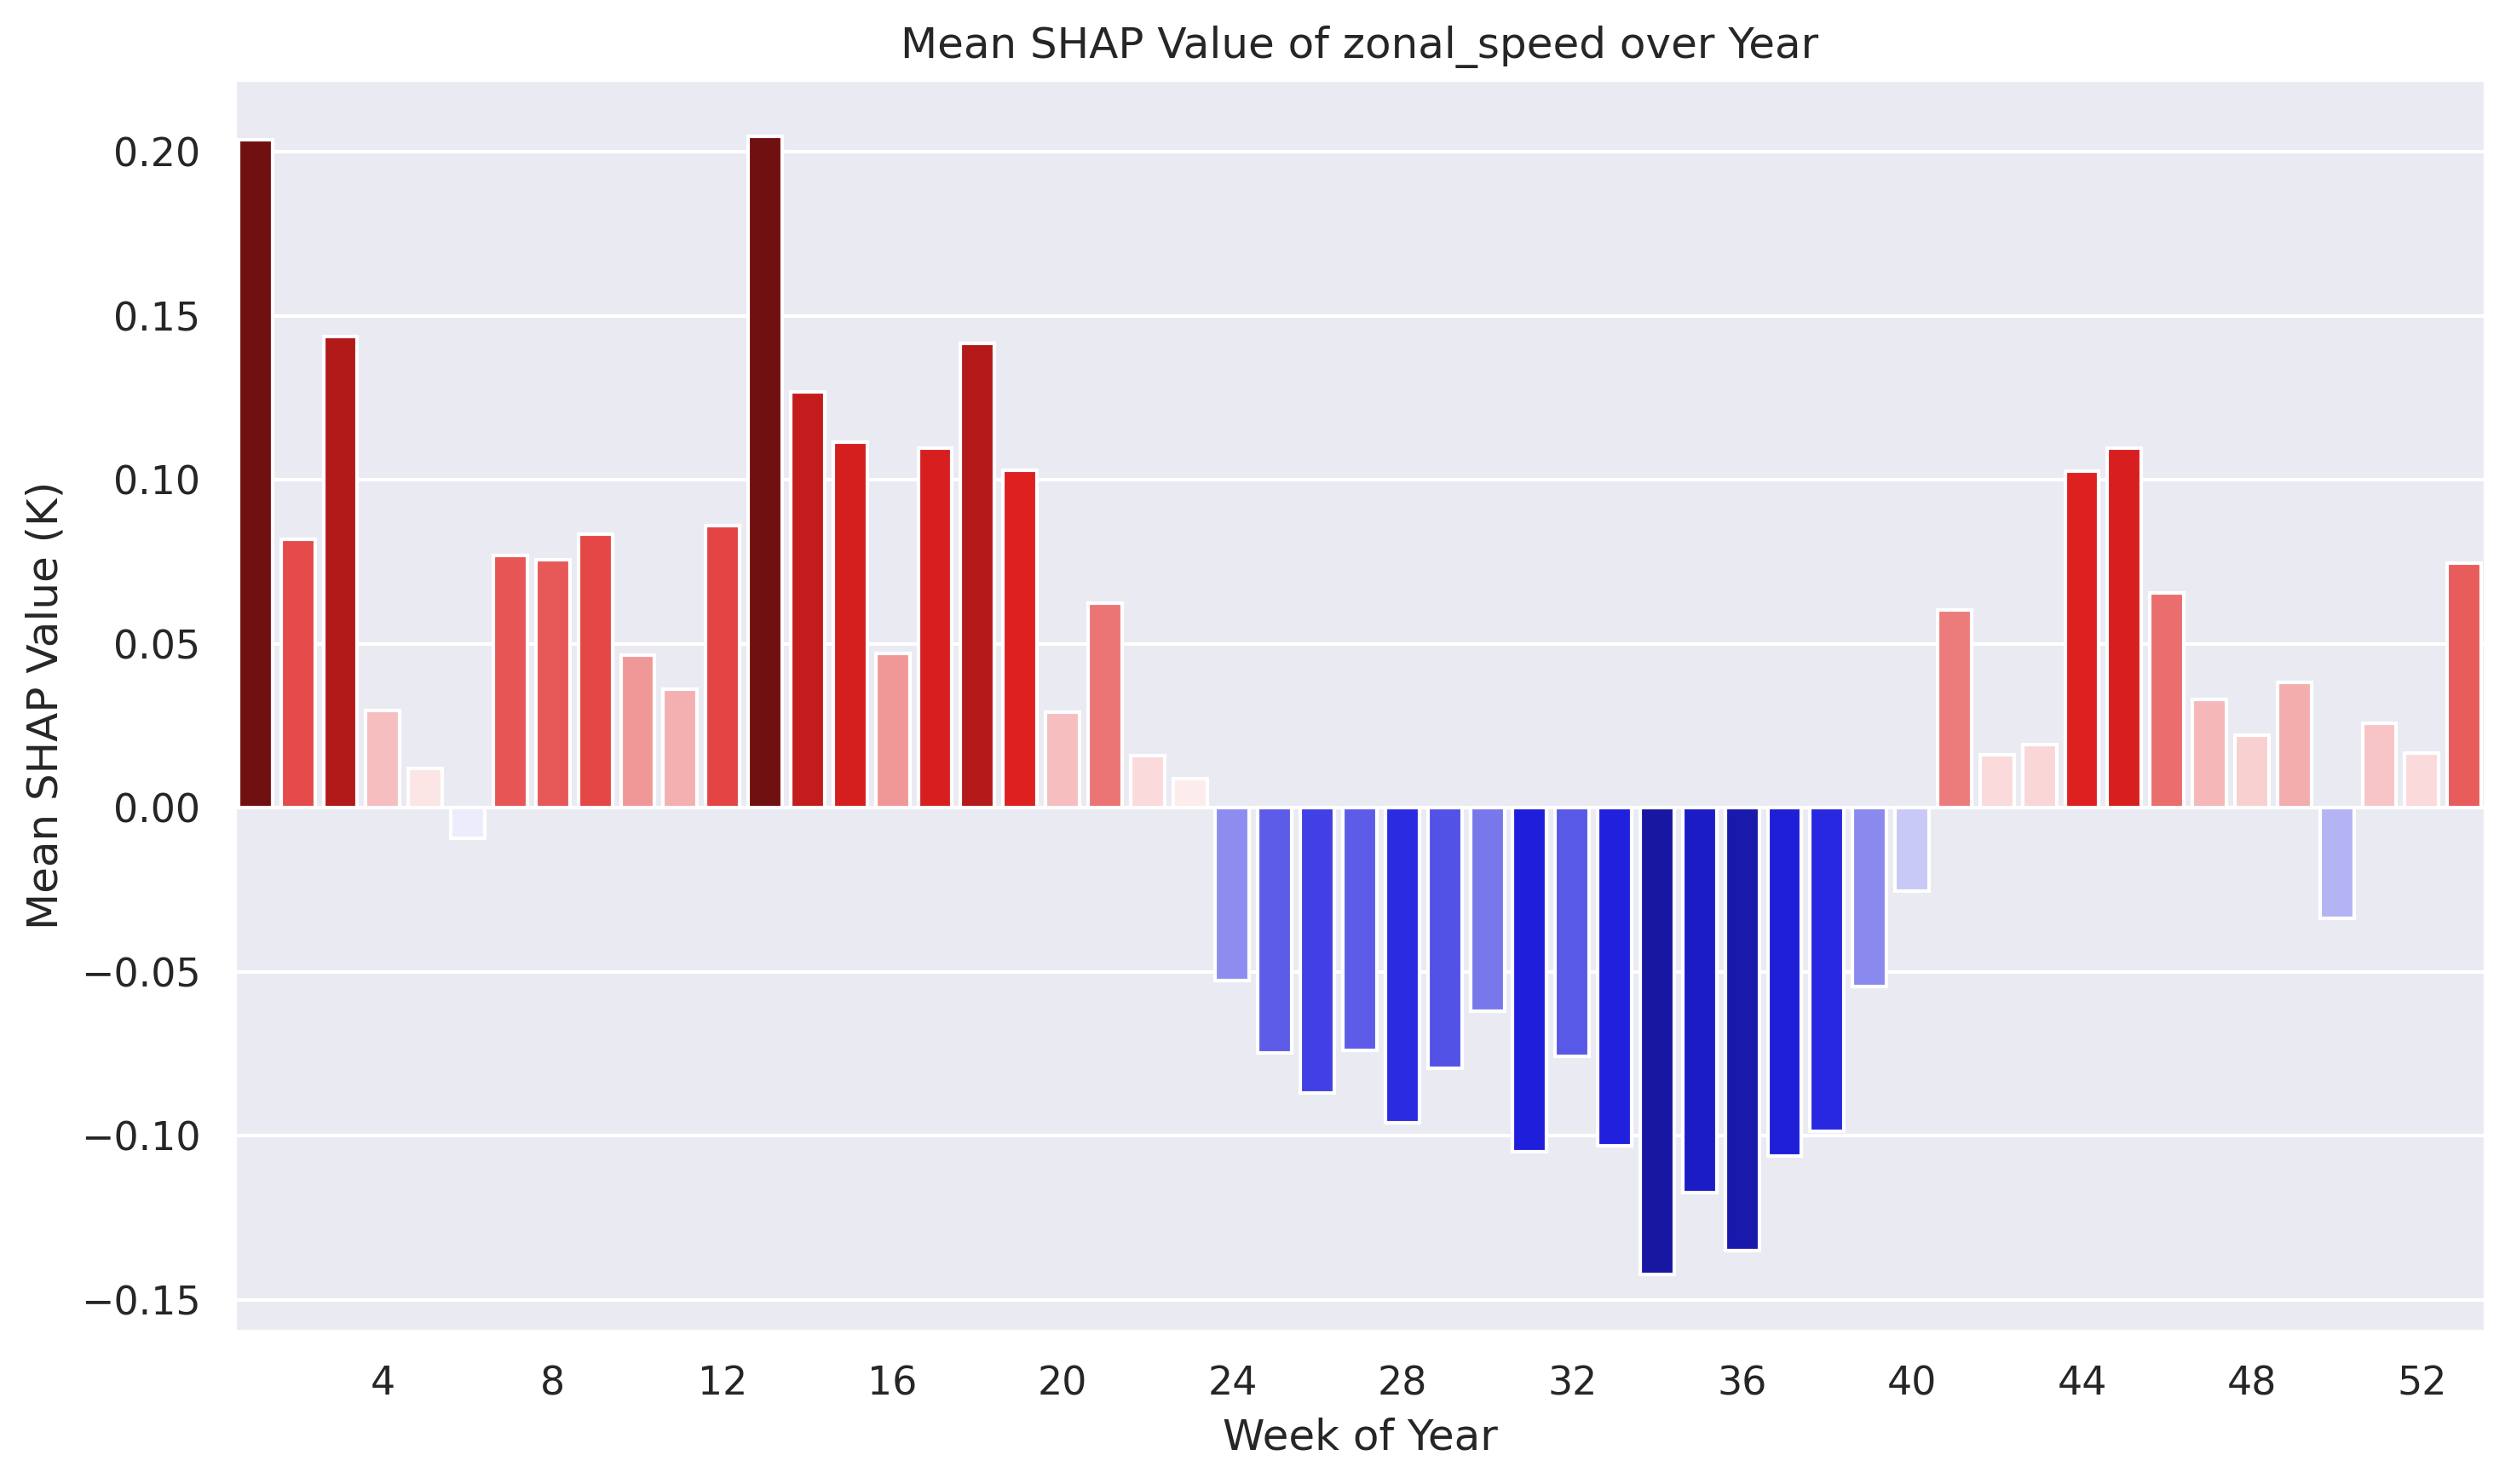 Mean SHAP Value of zonal_speed over Year
Mean SHAP Value (K)
0.20
0.15
0.10
0.05
0.00
−0.05
−0.10
−0.15
4 8 12 16 20 24 28 32 36 40 44 48 52
Week of Year